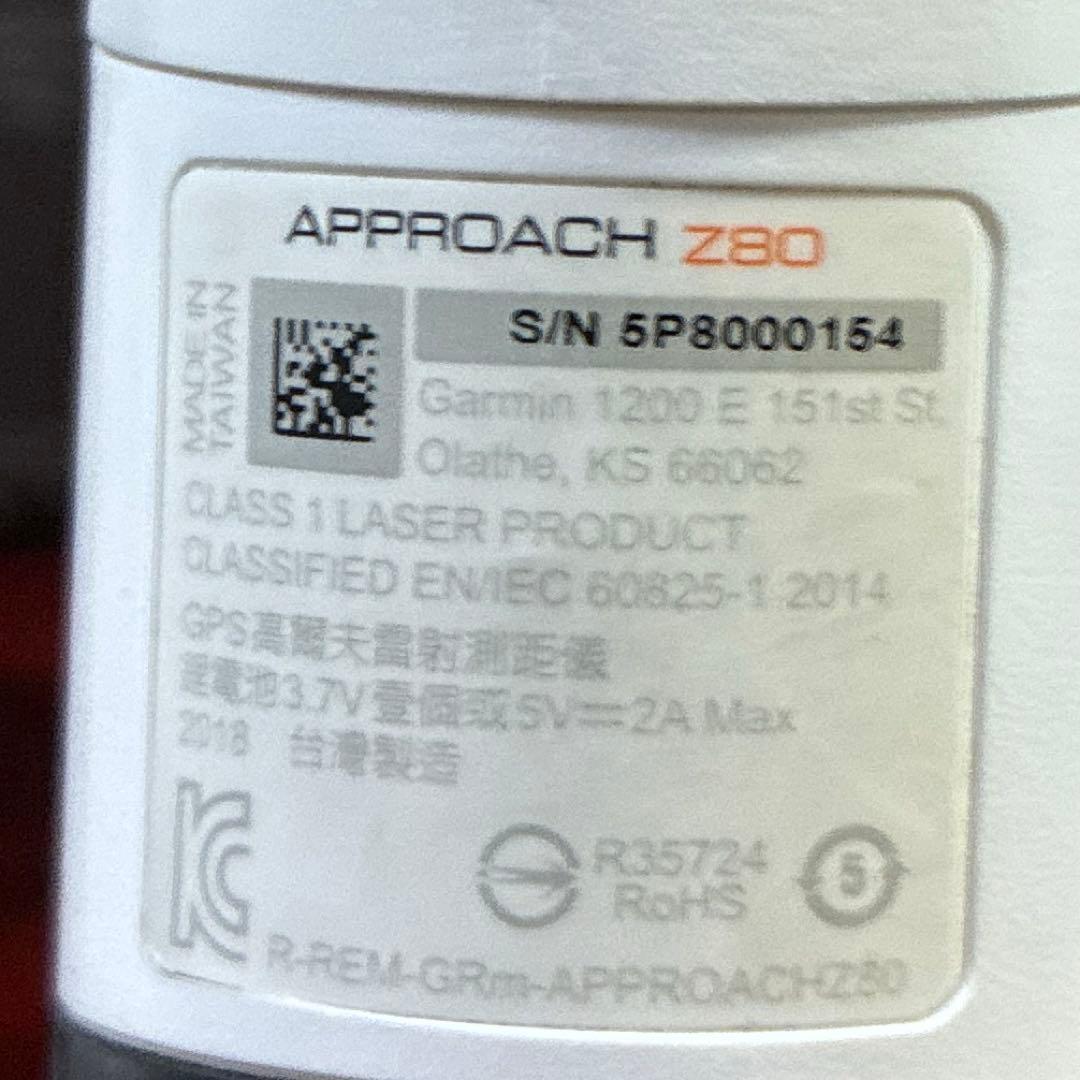 APPROACH Z80
MADE IN
TAIWAN
S/N 5P8000154
Garmin 1200 E 151st St.
Olathe, KS 66062
CLASS 1 LASER PRODUCT
CLASSIFIED EN/IEC 60825-1 2014
GPS高爾夫雷射測距儀
鋰電池3.7V壹個或5V⎓2A Max
2018 台灣製造
R35724
RoHS
5
R-REM-GRm-APPROACHZ80